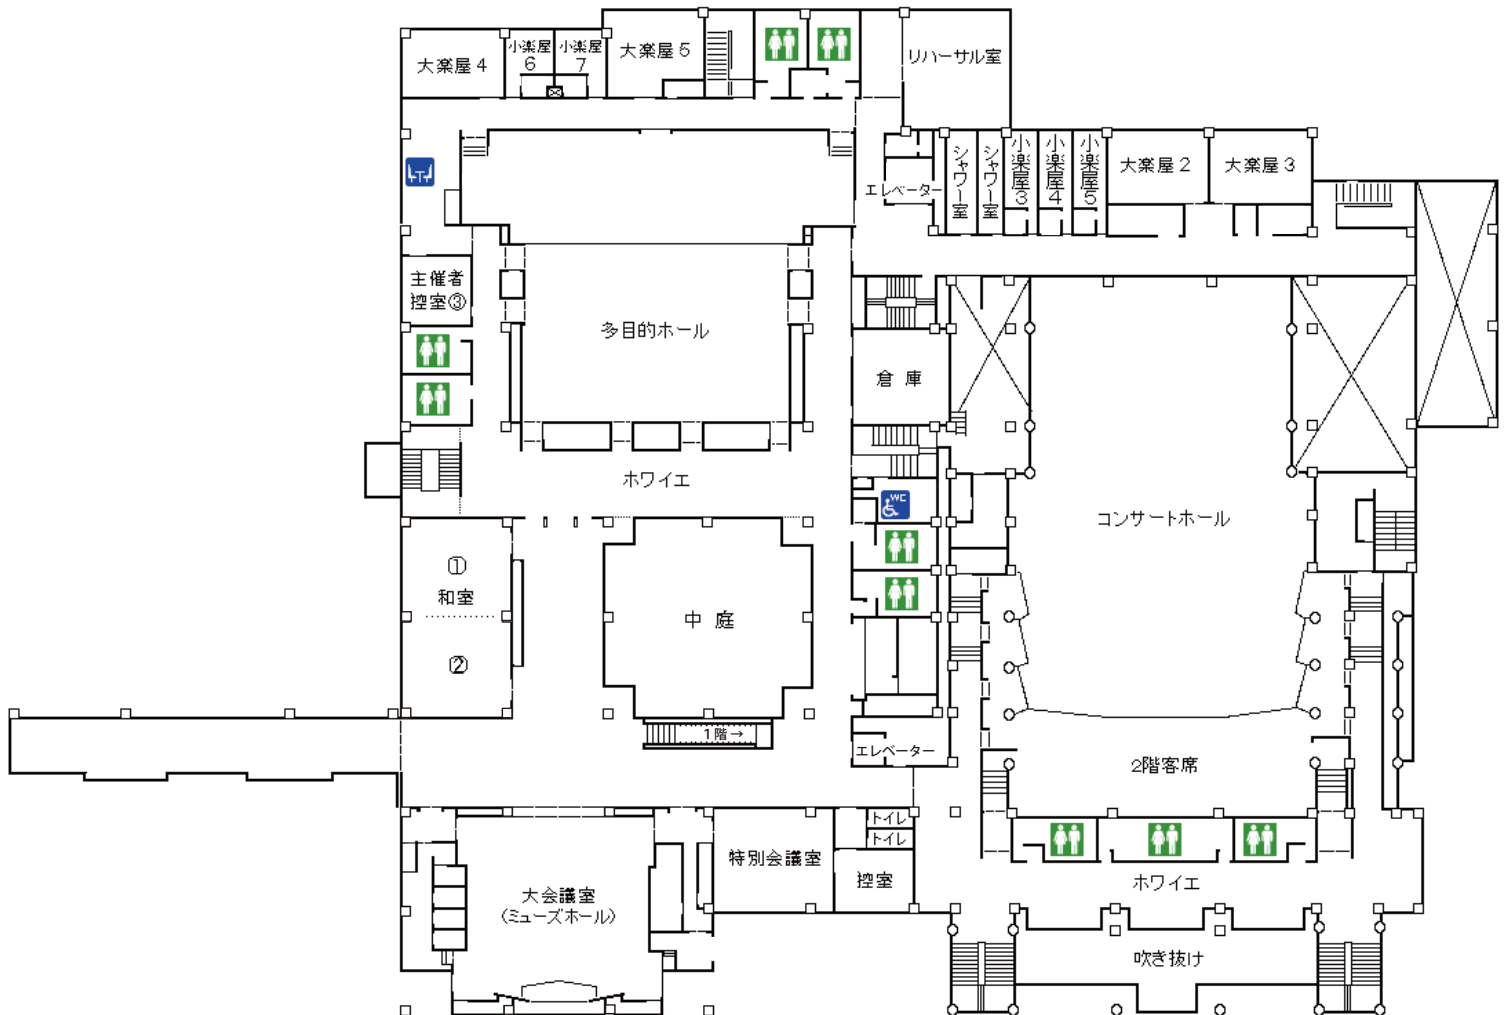 大楽屋4
小楽屋
6
小楽屋
7
大楽屋5
リハーサル室
エレベーター
シャワー室
シャワー室
小楽屋3
小楽屋4
小楽屋5
大楽屋2
大楽屋3
主催者
控室③
多目的ホール
倉庫
ホワイエ
WC
コンサートホール
①
和室
②
中庭
1階→
エレベーター
2階客席
トイレ
トイレ
特別会議室
控室
大会議室
(ミューズホール)
ホワイエ
吹き抜け